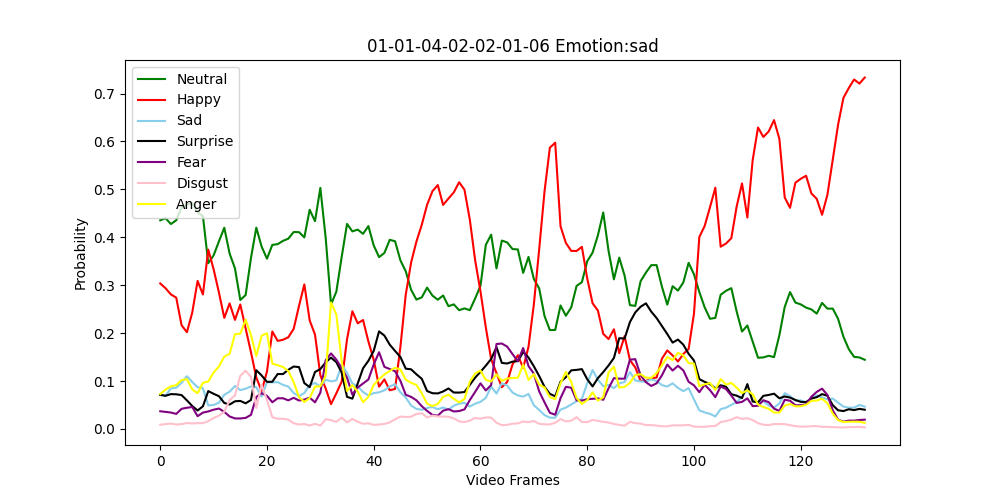 01-01-04-02-02-01-06 Emotion:sad
Neutral
Happy
Sad
Surprise
Fear
Disgust
Anger
Probability
0.7
0.6
0.5
0.4
0.3
0.2
0.1
0.0
0 20 40 60 80 100 120
Video Frames